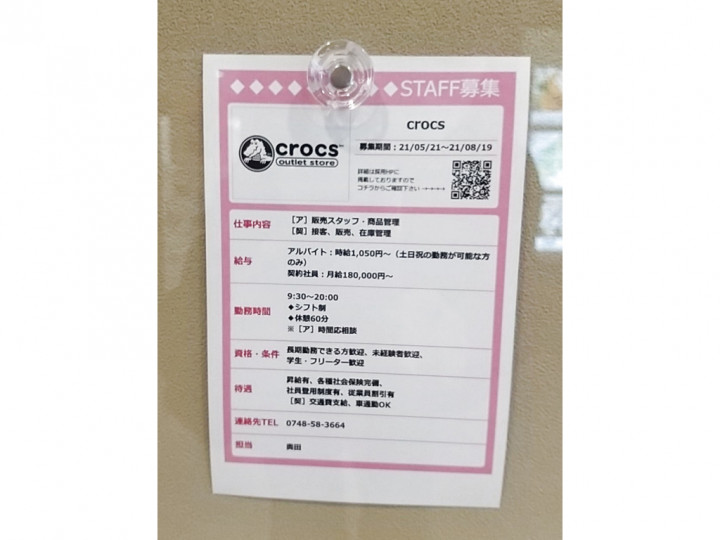 ◆◆◆◆ ◆◆STAFF募集
crocs™
outlet store
crocs
募集期間：21/05/21～21/08/19
詳細は採用HPに
掲載しておりますので
コチラからご確認下さい →→→→
仕事内容
［ア］販売スタッフ・商品管理
［契］接客、販売、在庫管理
給与
アルバイト：時給1,050円～（土日祝の勤務が可能な方
のみ）
契約社員：月給180,000円～
勤務時間
9:30～20:00
◆シフト制
◆休憩60分
※［ア］時間応相談
資格・条件
長期勤務できる方歓迎、未経験者歓迎、
学生・フリーター歓迎
待遇
昇給有、各種社会保険完備、
社員登用制度有、従業員割引有
［契］交通費支給、車通勤OK
連絡先TEL
0748-58-3664
担当